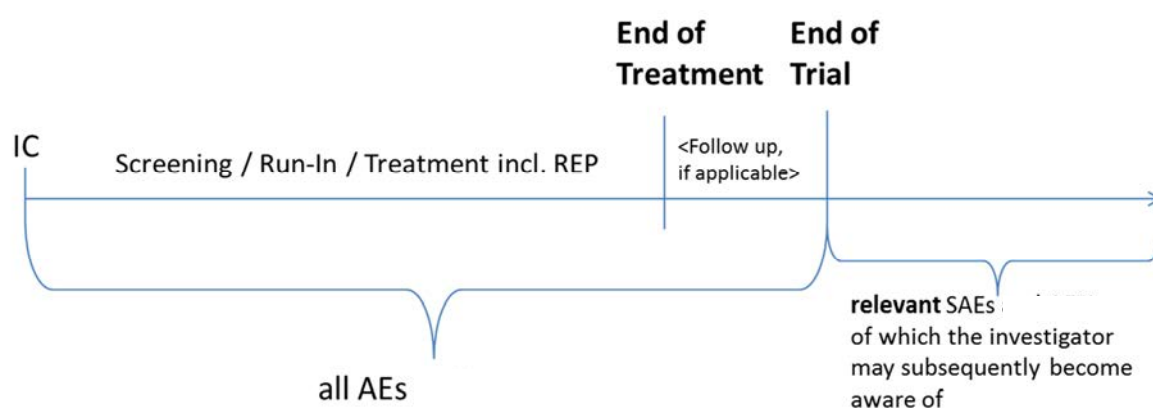 End of
Treatment
End of
Trial
IC
Screening / Run-In / Treatment incl. REP
<Follow up,
if applicable>
all AEs
relevant SAEs
of which the investigator
may subsequently become
aware of